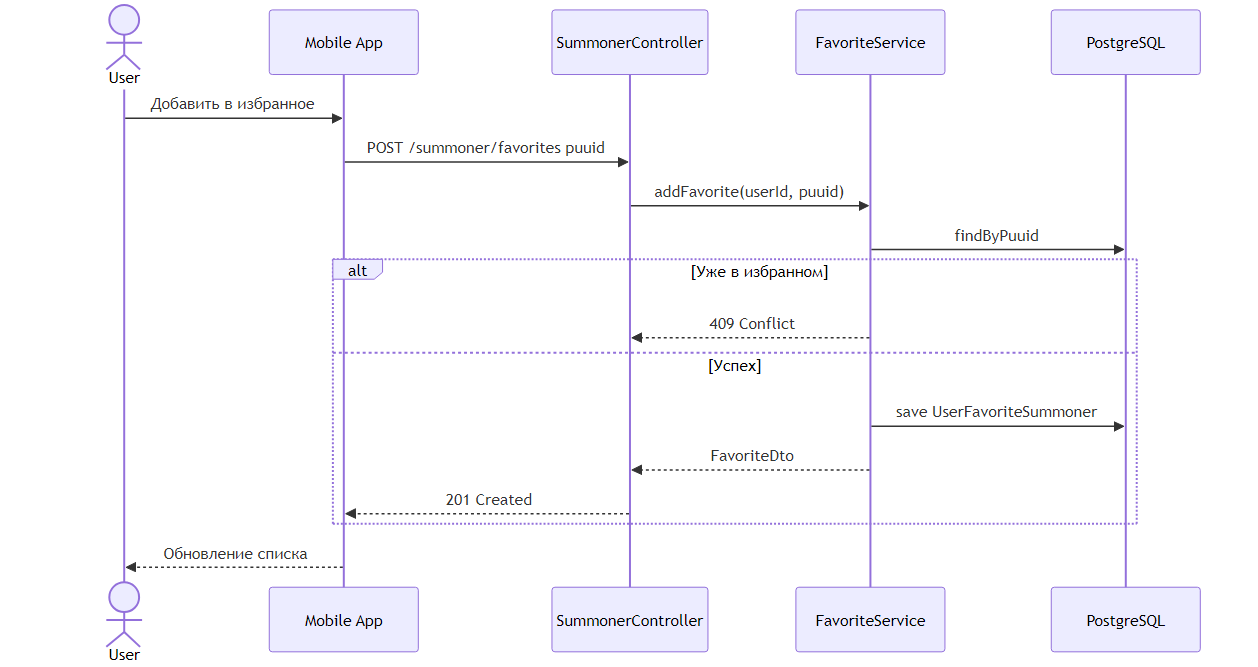 User
Mobile App
SummonerController
FavoriteService
PostgreSQL
Добавить в избранное
POST /summoner/favorites puuid
addFavorite(userId, puuid)
findByPuuid
alt
[Уже в избранном]
409 Conflict
[Успех]
save UserFavoriteSummoner
FavoriteDto
201 Created
Обновление списка
User
Mobile App
SummonerController
FavoriteService
PostgreSQL